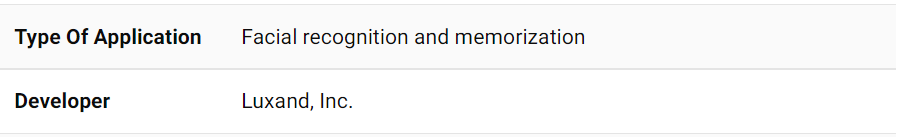 Type Of Application Facial recognition and memorization
Developer Luxand, Inc.